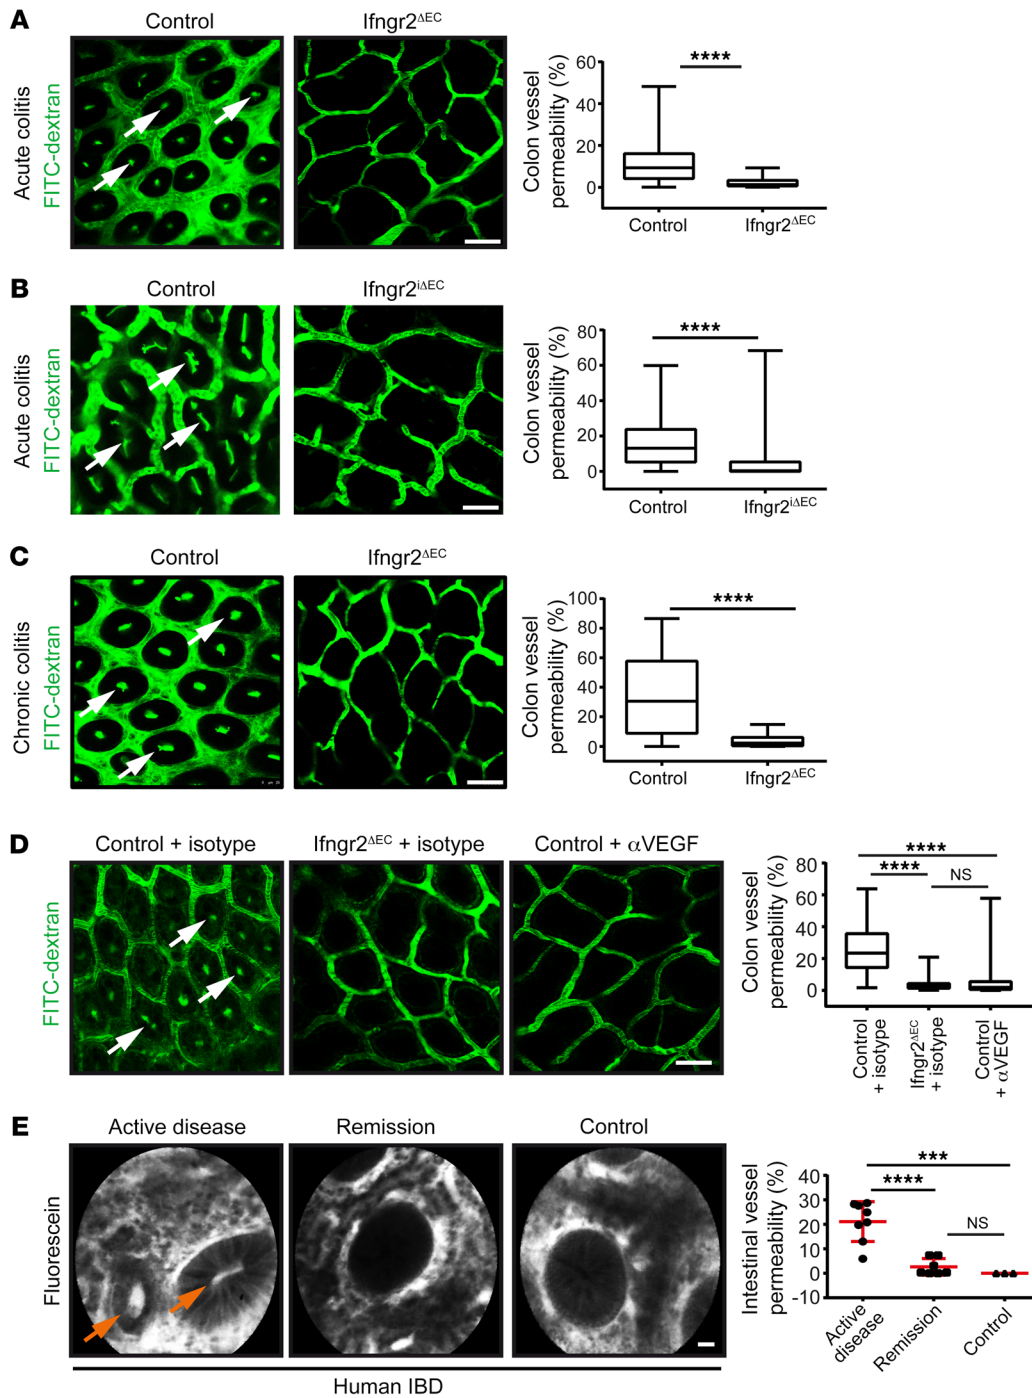 A
Control
Ifngr2ΔEC
Acute colitis
FITC-dextran
Colon vessel
permeability (%)
60
40
20
0
****
Control
Ifngr2ΔEC
B
Control
Ifngr2iΔEC
Acute colitis
FITC-dextran
Colon vessel
permeability (%)
80
60
40
20
0
****
Control
Ifngr2iΔEC
C
Control
Ifngr2ΔEC
Chronic colitis
FITC-dextran
Colon vessel
permeability (%)
100
80
60
40
20
0
****
Control
Ifngr2ΔEC
D
Control + isotype
Ifngr2ΔEC + isotype
Control + αVEGF
FITC-dextran
Colon vessel
permeability (%)
80
60
40
20
0
****
****
NS
Control
+ isotype
Ifngr2ΔEC
+ isotype
Control
+ αVEGF
E
Active disease
Remission
Control
Fluorescein
Human IBD
Intestinal vessel
permeability (%)
40
30
20
10
0
-10
***
****
NS
Active
disease
Remission
Control